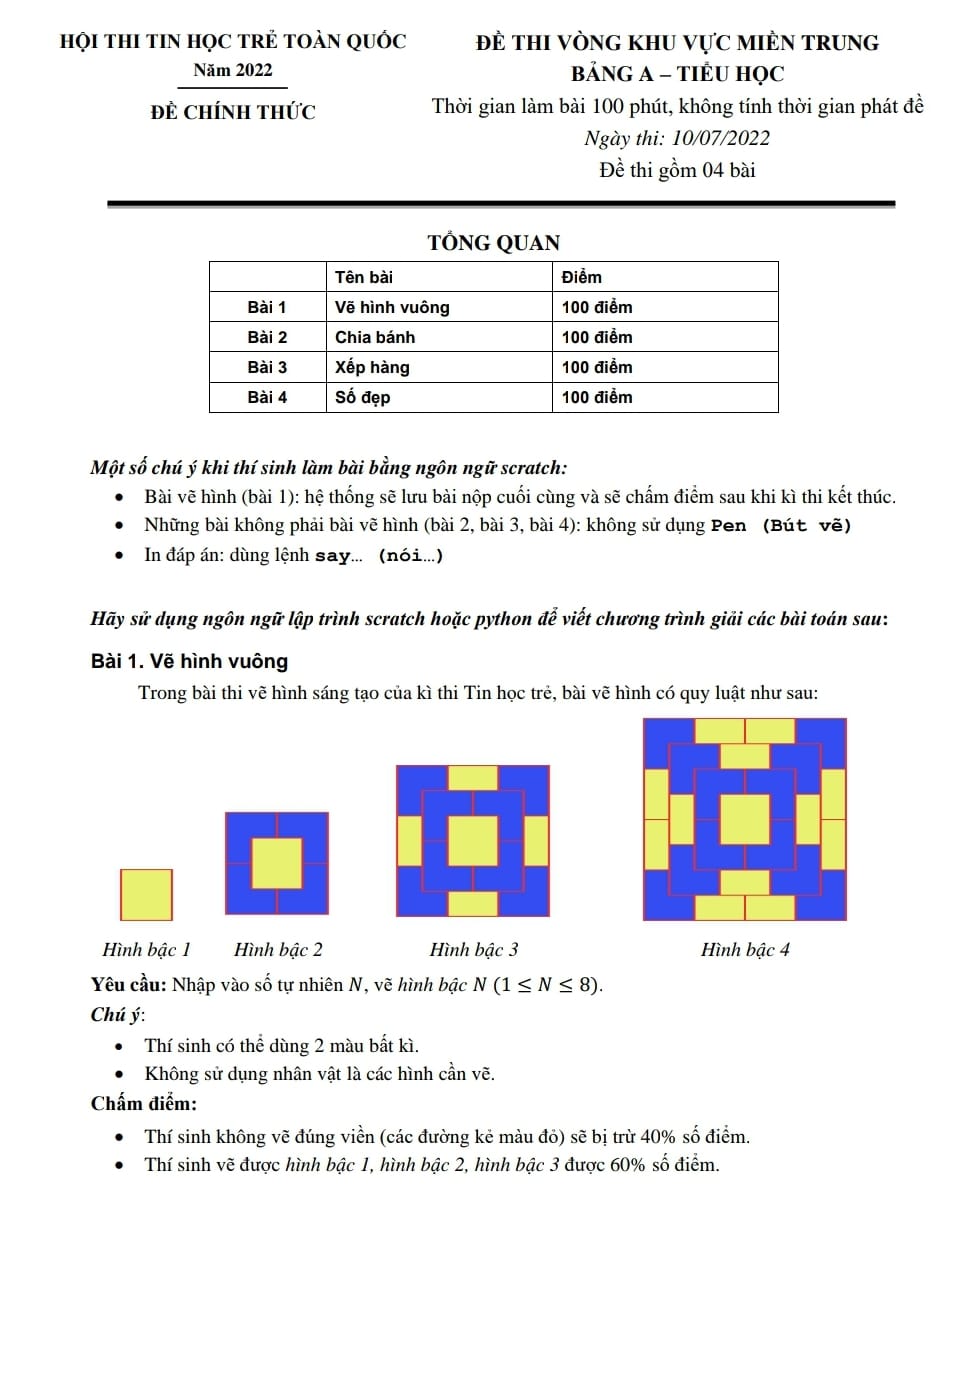 HỘI THI TIN HỌC TRẺ TOÀN QUỐC
Năm 2022
ĐỀ CHÍNH THỨC
ĐỀ THI VÒNG KHU VỰC MIỀN TRUNG
BẢNG A – TIỂU HỌC
Thời gian làm bài 100 phút, không tính thời gian phát đề
Ngày thi: 10/07/2022
Đề thi gồm 04 bài
TỔNG QUAN
Tên bài Điểm
Bài 1 Vẽ hình vuông 100 điểm
Bài 2 Chia bánh 100 điểm
Bài 3 Xếp hàng 100 điểm
Bài 4 Số đẹp 100 điểm
Một số chú ý khi thí sinh làm bài bằng ngôn ngữ scratch:
• Bài vẽ hình (bài 1): hệ thống sẽ lưu bài nộp cuối cùng và sẽ chấm điểm sau khi kì thi kết thúc.
• Những bài không phải bài vẽ hình (bài 2, bài 3, bài 4): không sử dụng Pen (Bút vẽ)
• In đáp án: dùng lệnh say... (nói...)
Hãy sử dụng ngôn ngữ lập trình scratch hoặc python để viết chương trình giải các bài toán sau:
Bài 1. Vẽ hình vuông
Trong bài thi vẽ hình sáng tạo của kì thi Tin học trẻ, bài vẽ hình có quy luật như sau:
Hình bậc 1 Hình bậc 2 Hình bậc 3 Hình bậc 4
Yêu cầu: Nhập vào số tự nhiên N, vẽ hình bậc N (1 ≤ N ≤ 8).
Chú ý:
• Thí sinh có thể dùng 2 màu bất kì.
• Không sử dụng nhân vật là các hình cần vẽ.
Chấm điểm:
• Thí sinh không vẽ đúng viền (các đường kẻ màu đỏ) sẽ bị trừ 40% số điểm.
• Thí sinh vẽ được hình bậc 1, hình bậc 2, hình bậc 3 được 60% số điểm.